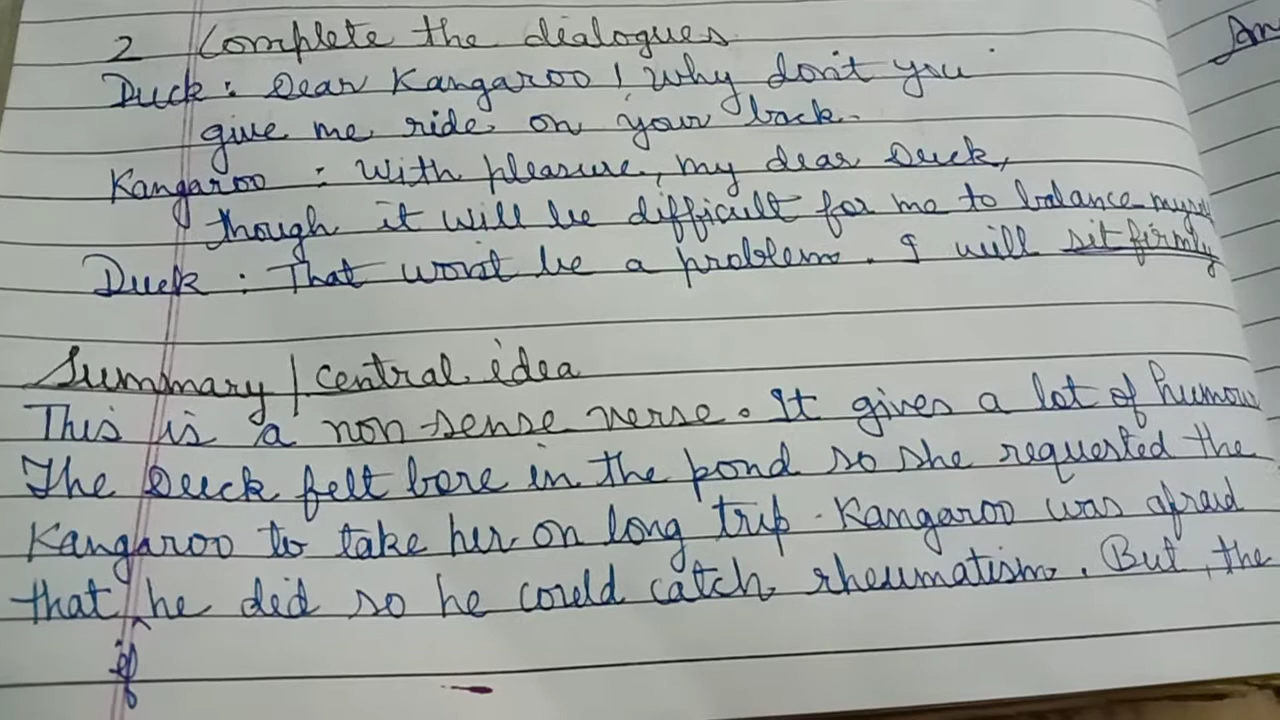 2 Complete the dialogues
Duck : Dear Kangaroo ! Why don't you
give me ride on your back.
Kangaroo : With pleasure, my dear Duck,
though it will be difficult for me to balance myself
Duck : That won't be a problem. I will sit firmly
Summary / central idea
This is a non-sense verse. It gives a lot of humour
The Duck felt bore in the pond so she requested the
Kangaroo to take her on long trip. Kangaroo was afraid
that he did so he could catch rheumatism. But, the
if